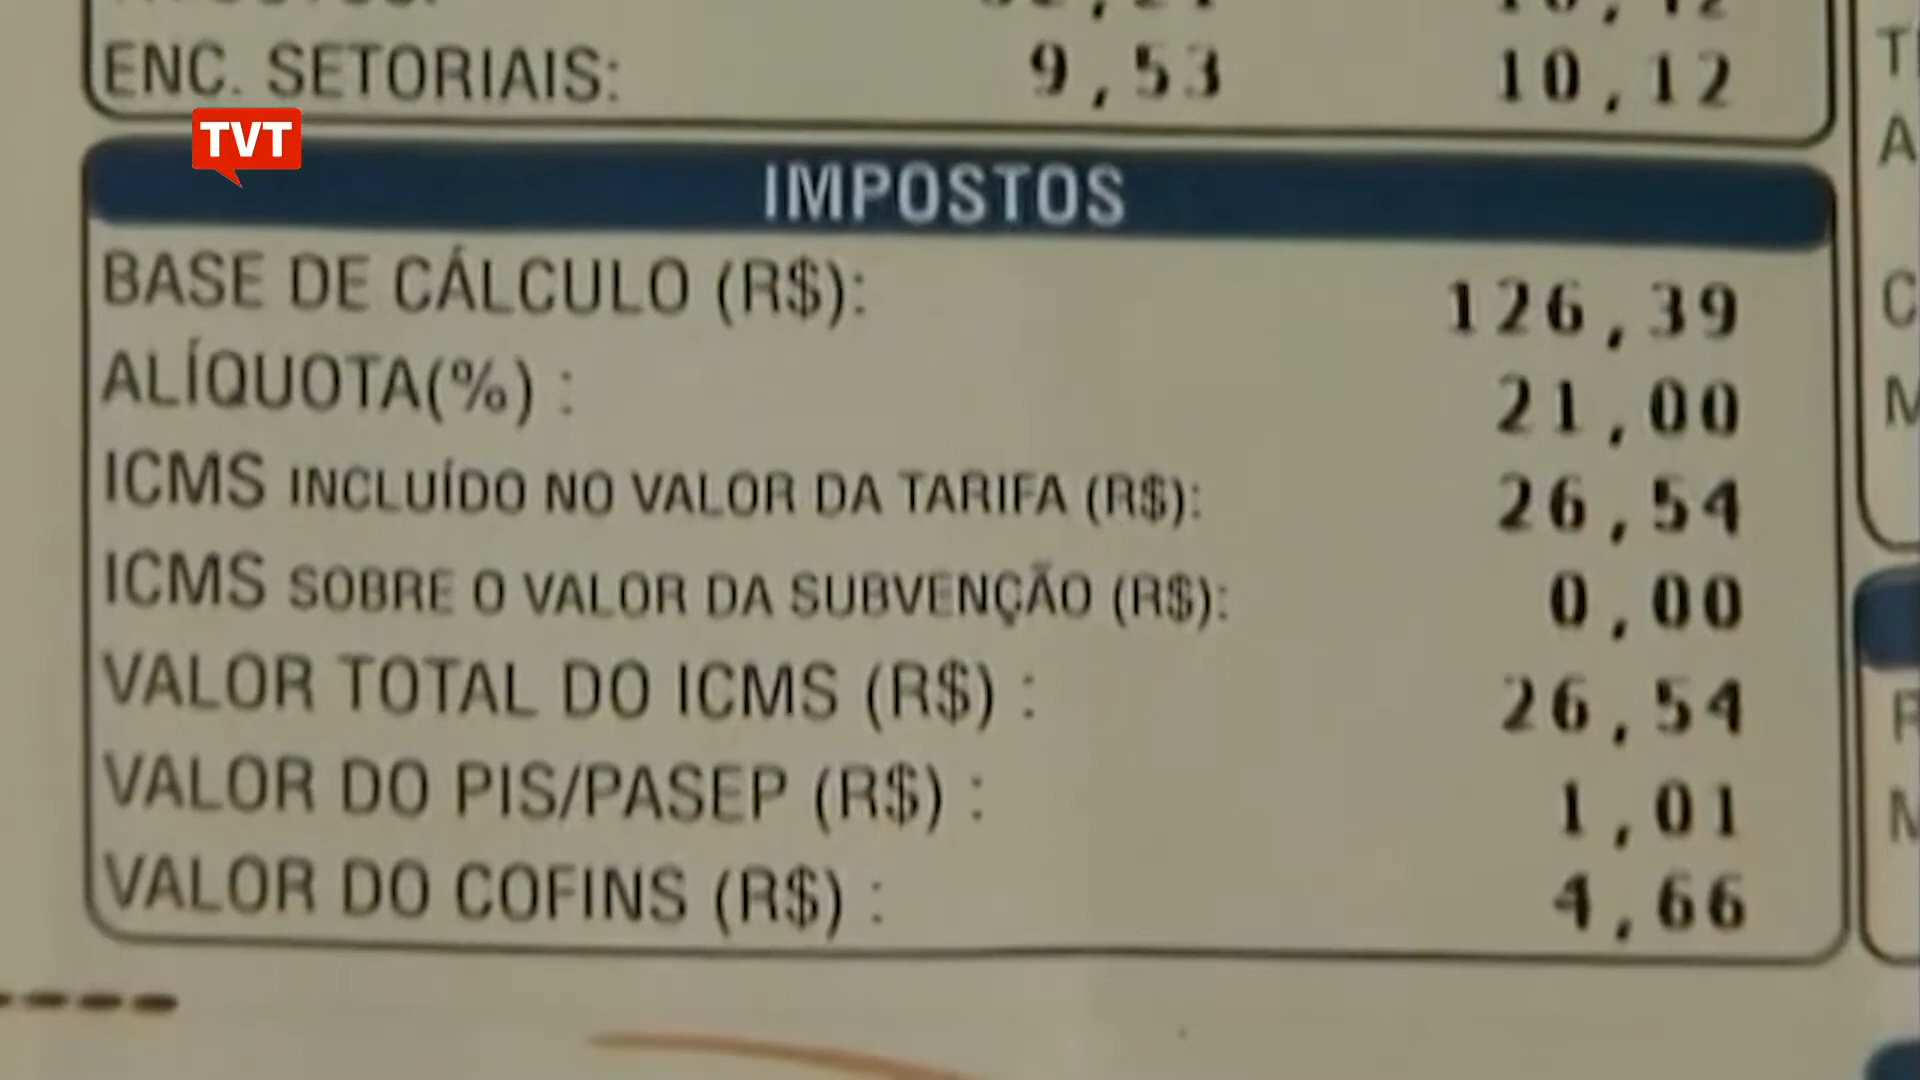 ENC. SETORIAIS: 9,53 10,12
TVT
IMPOSTOS
BASE DE CÁLCULO (R$): 126,39
ALÍQUOTA(%) : 21,00
ICMS INCLUÍDO NO VALOR DA TARIFA (R$): 26,54
ICMS SOBRE O VALOR DA SUBVENÇÃO (R$): 0,00
VALOR TOTAL DO ICMS (R$) : 26,54
VALOR DO PIS/PASEP (R$) : 1,01
VALOR DO COFINS (R$) : 4,66